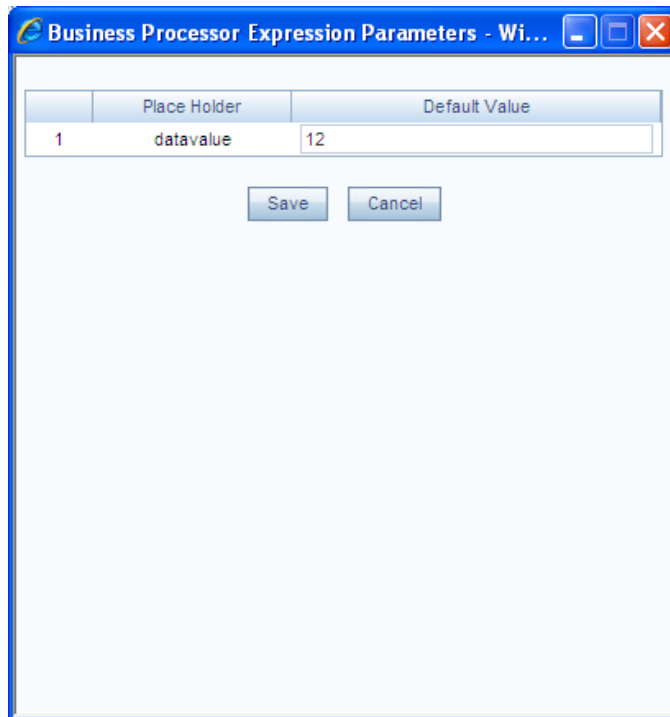 Business Processor Expression Parameters - Wi...
Place Holder Default Value
1 datavalue 12
Save Cancel